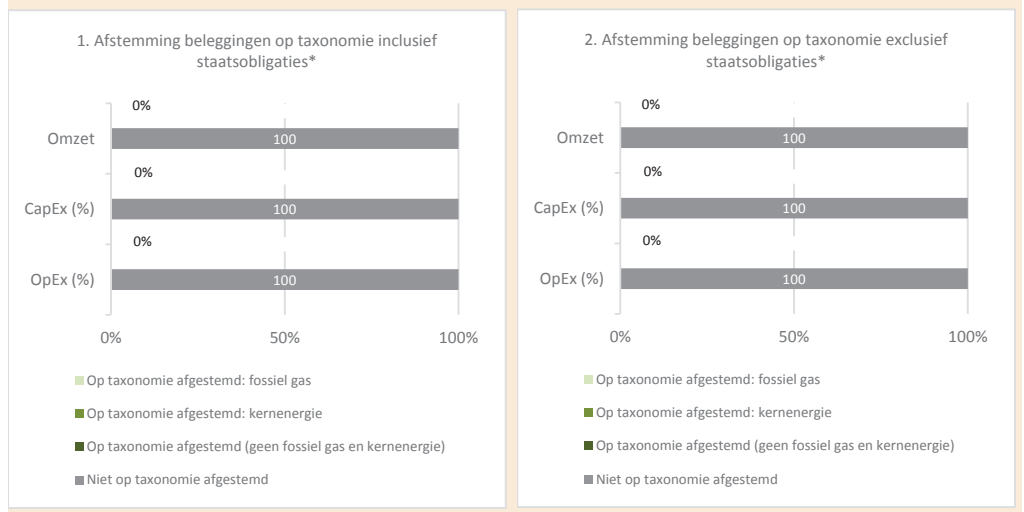 1. Afstemming beleggingen op taxonomie inclusief
staatsobligaties*
0%
Omzet
100
0%
CapEx (%)
100
0%
OpEx (%)
100
0%
50%
100%
Op taxonomie afgestemd: fossiel gas
Op taxonomie afgestemd: kernenergie
Op taxonomie afgestemd (geen fossiel gas en kernenergie)
Niet op taxonomie afgestemd
2. Afstemming beleggingen op taxonomie exclusief
staatsobligaties*
0%
Omzet
100
0%
CapEx (%)
100
0%
OpEx (%)
100
0%
50%
100%
Op taxonomie afgestemd: fossiel gas
Op taxonomie afgestemd: kernenergie
Op taxonomie afgestemd (geen fossiel gas en kernenergie)
Niet op taxonomie afgestemd